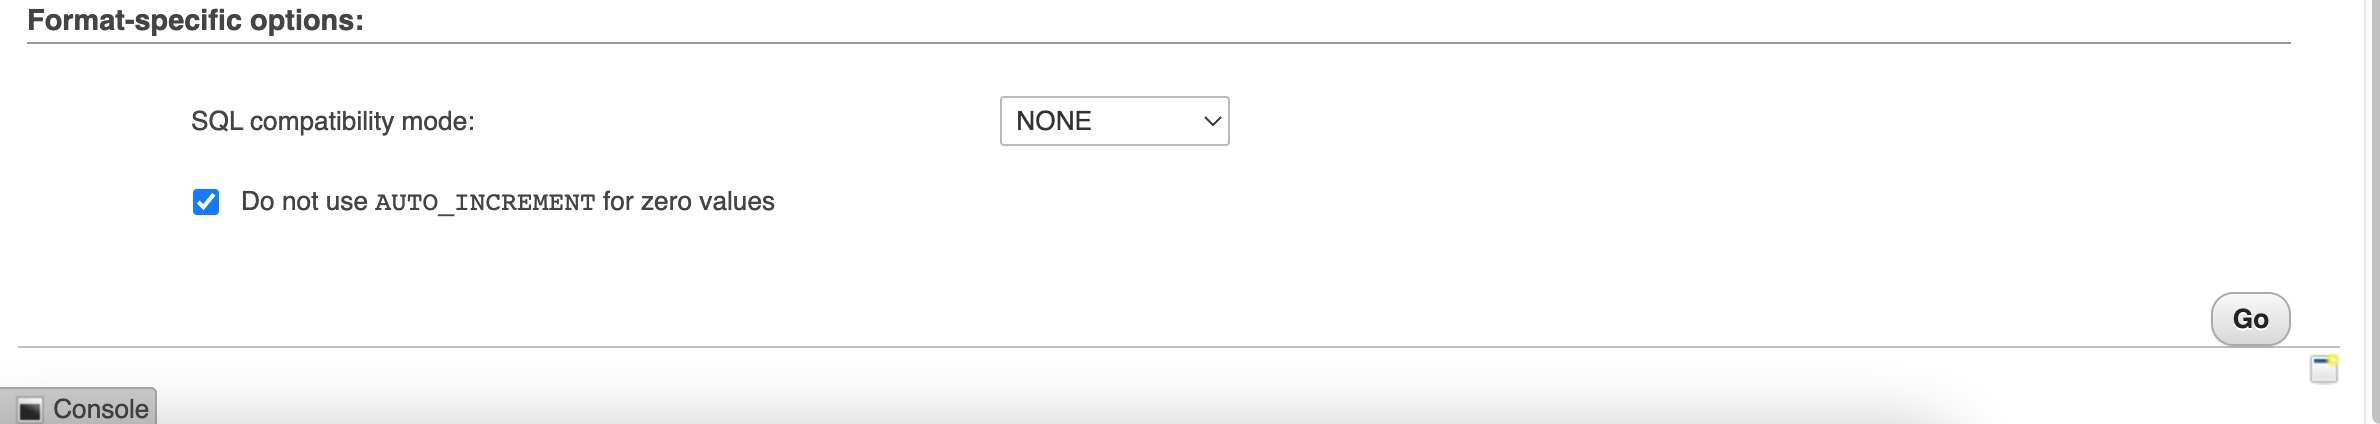 Format-specific options:
SQL compatibility mode:
NONE
Do not use AUTO_INCREMENT for zero values
Go
Console